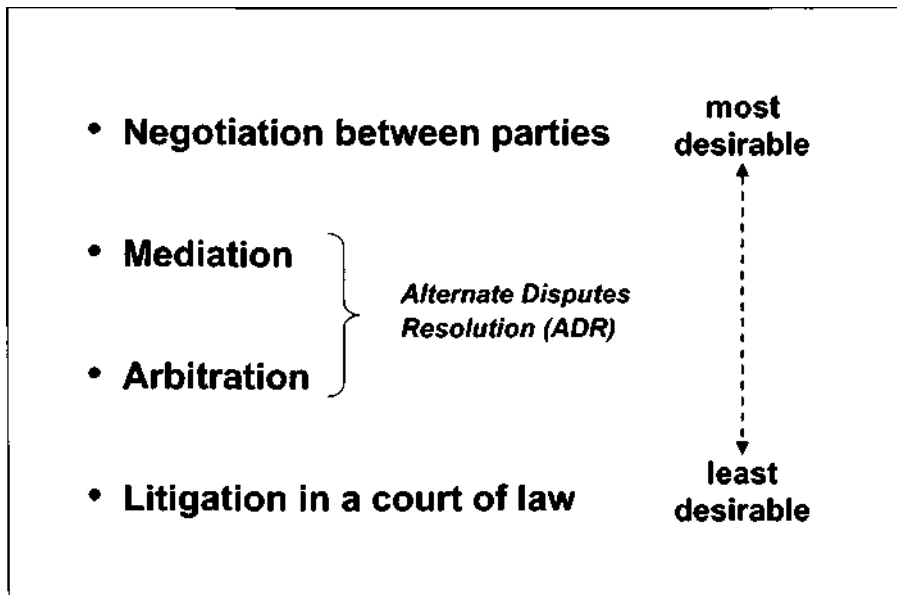 • Negotiation between parties
most
desirable
• Mediation
Alternate Disputes
Resolution (ADR)
• Arbitration
• Litigation in a court of law
least
desirable